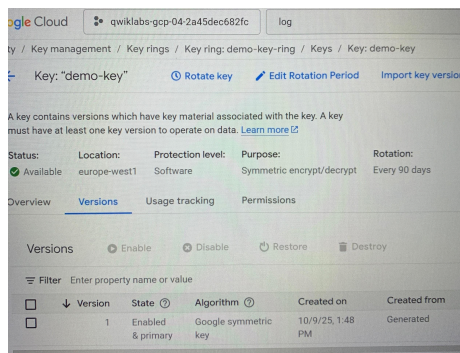 ogle Cloud qwiklabs-gcp-04-2a45dec682fc log
ty / Key management / Key rings / Key ring: demo-key-ring / Keys / Key: demo-key
Key: "demo-key" Rotate key Edit Rotation Period Import key versio
A key contains versions which have key material associated with the key. A key
must have at least one key version to operate on data. Learn more
Status: Location: Protection level: Purpose: Rotation:
Available europe-west1 Software Symmetric encrypt/decrypt Every 90 days
Overview Versions Usage tracking Permissions
Versions Enable Disable Restore Destroy
Filter Enter property name or value
Version State Algorithm Created on Created from
1 Enabled Google symmetric 10/9/25, 1:48 Generated
& primary key PM